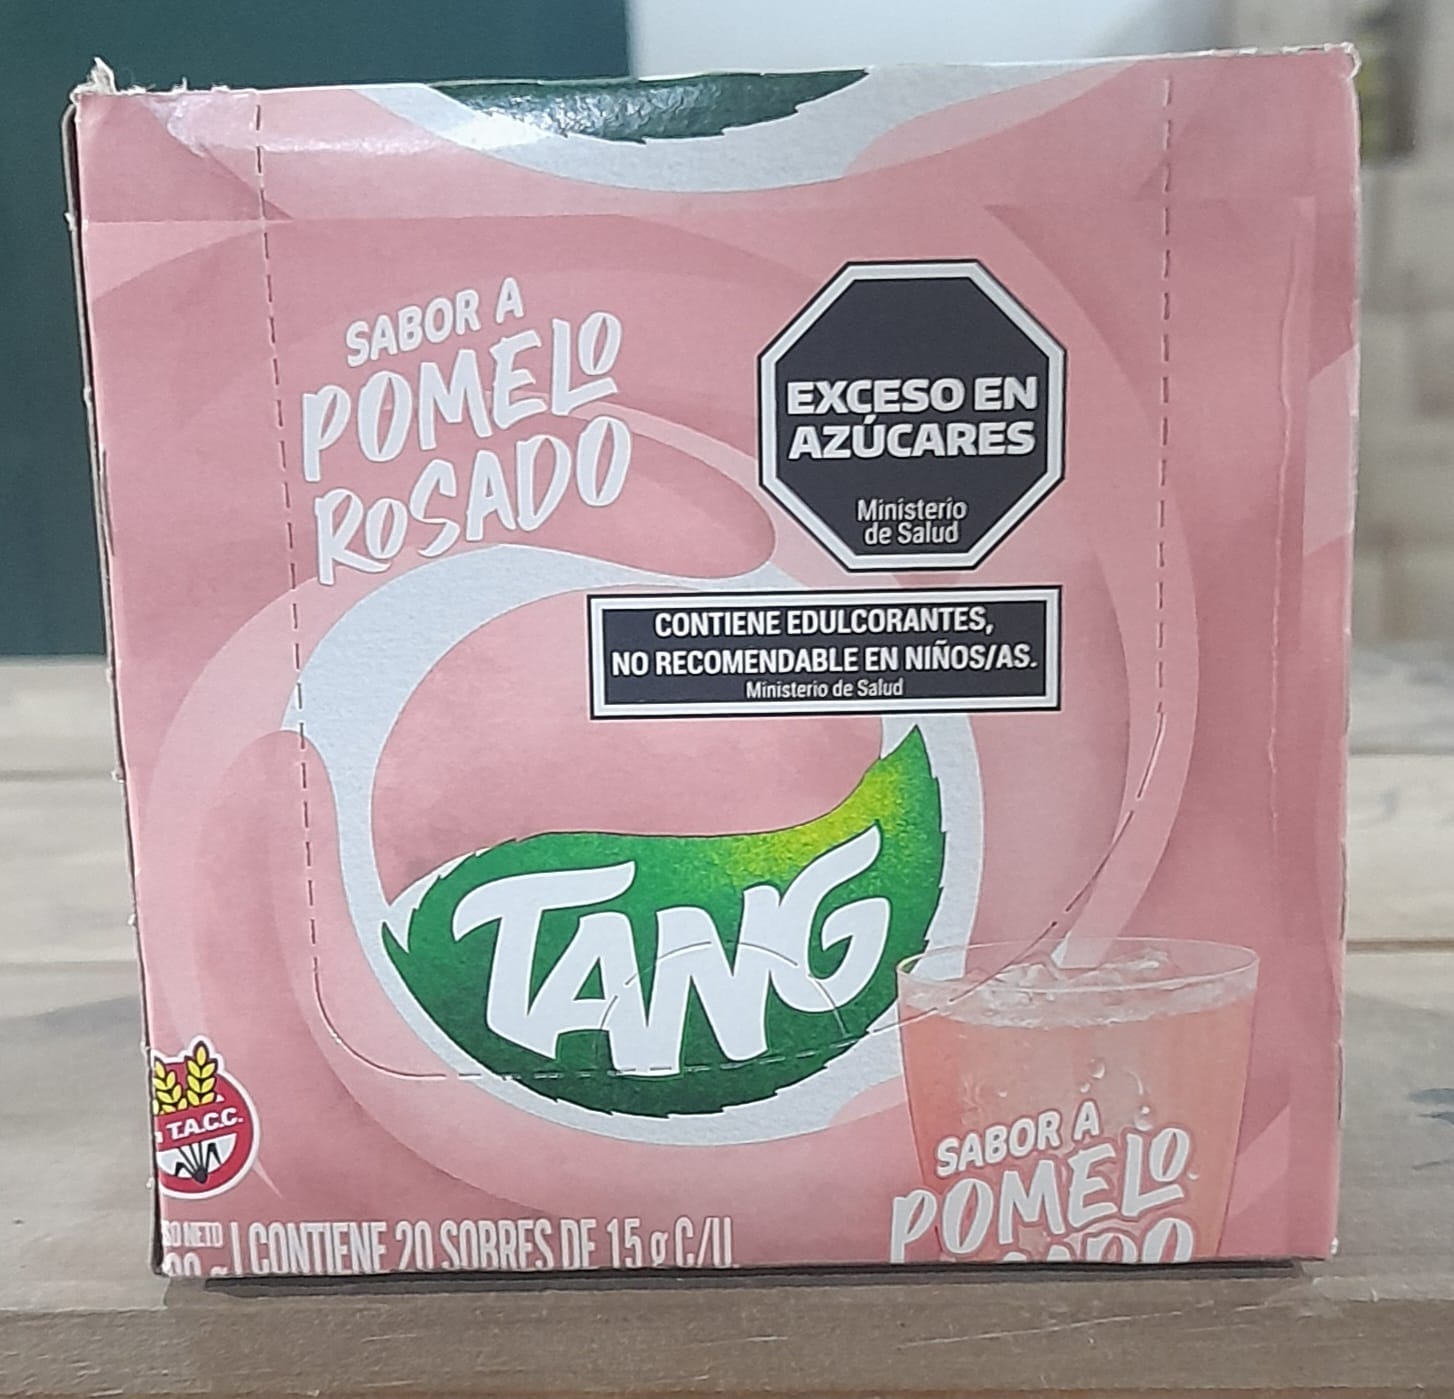 SABOR A
POMELO
ROSADO
EXCESO EN
AZÚCARES
Ministerio
de Salud
CONTIENE EDULCORANTES,
NO RECOMENDABLE EN NIÑOS/AS.
Ministerio de Salud
TANG
T.A.C.C.
SABOR A
POMELO
NETO
CONTIENE 20 SOBRES DE 15 g C/U.